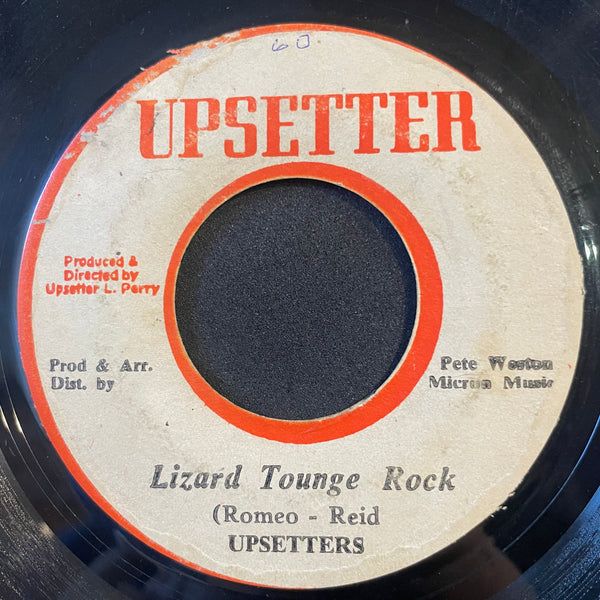 60
UPSETTER
Produced &
Directed by
Upsetter L. Perry
Prod & Arr. Pete Weston
Dist. by Micron Music
Lizard Tounge Rock
(Romeo - Reid
UPSETTERS